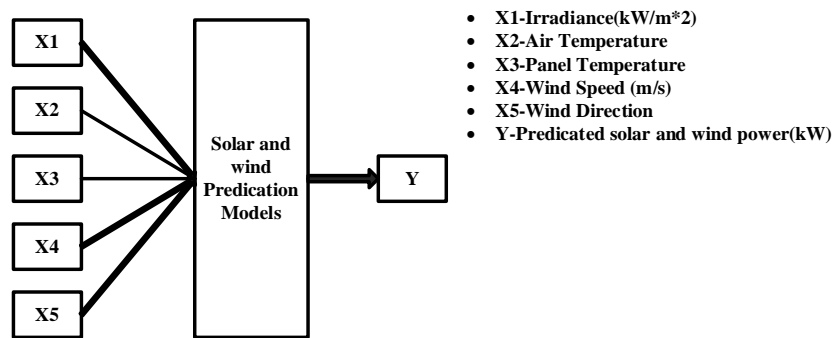 X1
X2
X3
X4
X5
Solar and
wind
Predication
Models
Y
• X1-Irradiance(kW/m*2)
• X2-Air Temperature
• X3-Panel Temperature
• X4-Wind Speed (m/s)
• X5-Wind Direction
• Y-Predicated solar and wind power(kW)